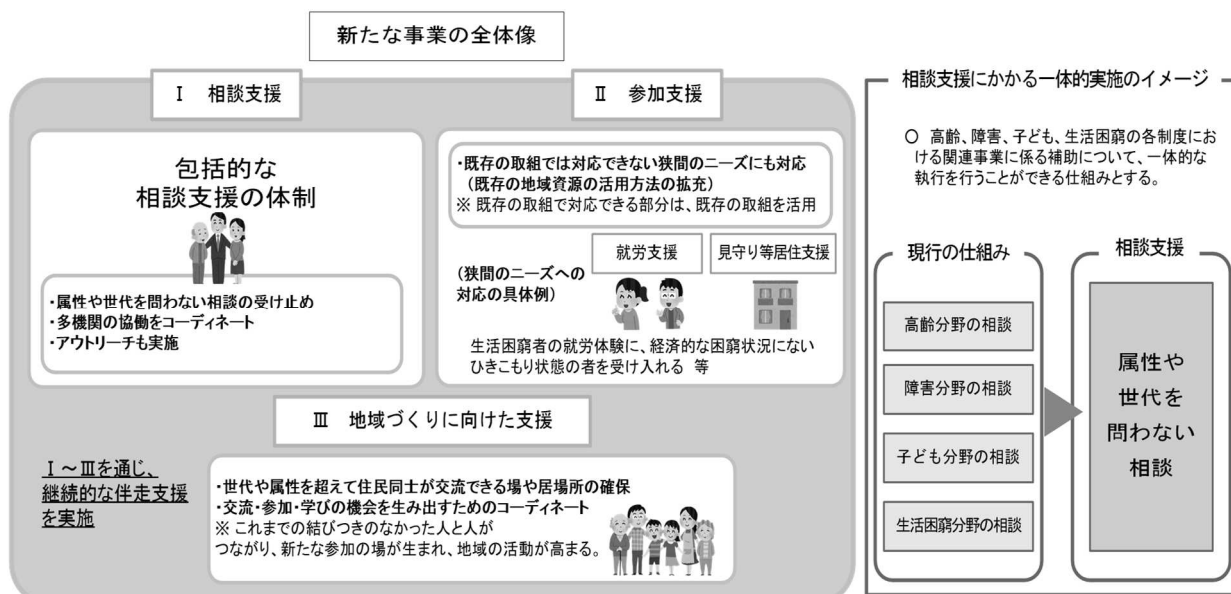 新たな事業の全体像
Ⅰ 相談支援
包括的な
相談支援の体制
・属性や世代を問わない相談の受け止め
・多機関の協働をコーディネート
・アウトリーチも実施
Ⅱ 参加支援
・既存の取組では対応できない狭間のニーズにも対応
（既存の地域資源の活用方法の拡充）
※ 既存の取組で対応できる部分は、既存の取組を活用
（狭間のニーズへの
対応の具体例）
就労支援
見守り等居住支援
生活困窮者の就労体験に、経済的な困窮状況にない
ひきこもり状態の者を受け入れる 等
Ⅲ 地域づくりに向けた支援
Ⅰ～Ⅲを通じ、
継続的な伴走支援
を実施
・世代や属性を超えて住民同士が交流できる場や居場所の確保
・交流・参加・学びの機会を生み出すためのコーディネート
※ これまでの結びつきのなかった人と人が
つながり、新たな参加の場が生まれ、地域の活動が高まる。
相談支援にかかる一体的実施のイメージ
〇 高齢、障害、子ども、生活困窮の各制度にお
ける関連事業に係る補助について、一体的な
執行を行うことができる仕組みとする。
現行の仕組み
高齢分野の相談
障害分野の相談
子ども分野の相談
生活困窮分野の相談
相談支援
属性や
世代を
問わない
相談